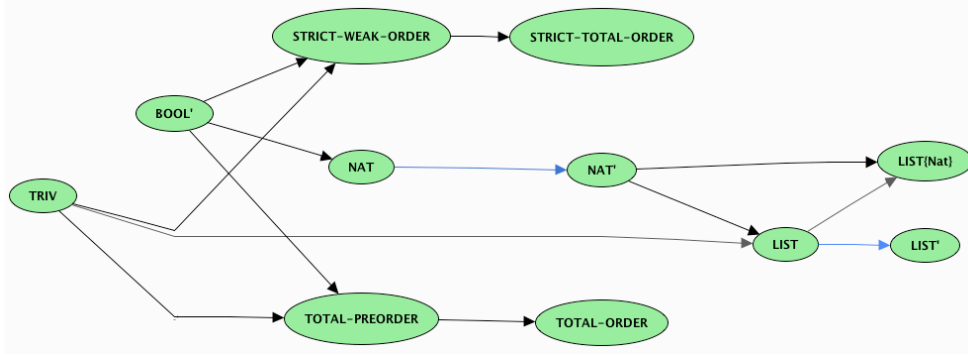 STRICT-WEAK-ORDER
STRICT-TOTAL-ORDER
BOOL'
NAT
NAT'
LIST{Nat}
TRIV
LIST
LIST'
TOTAL-PREORDER
TOTAL-ORDER